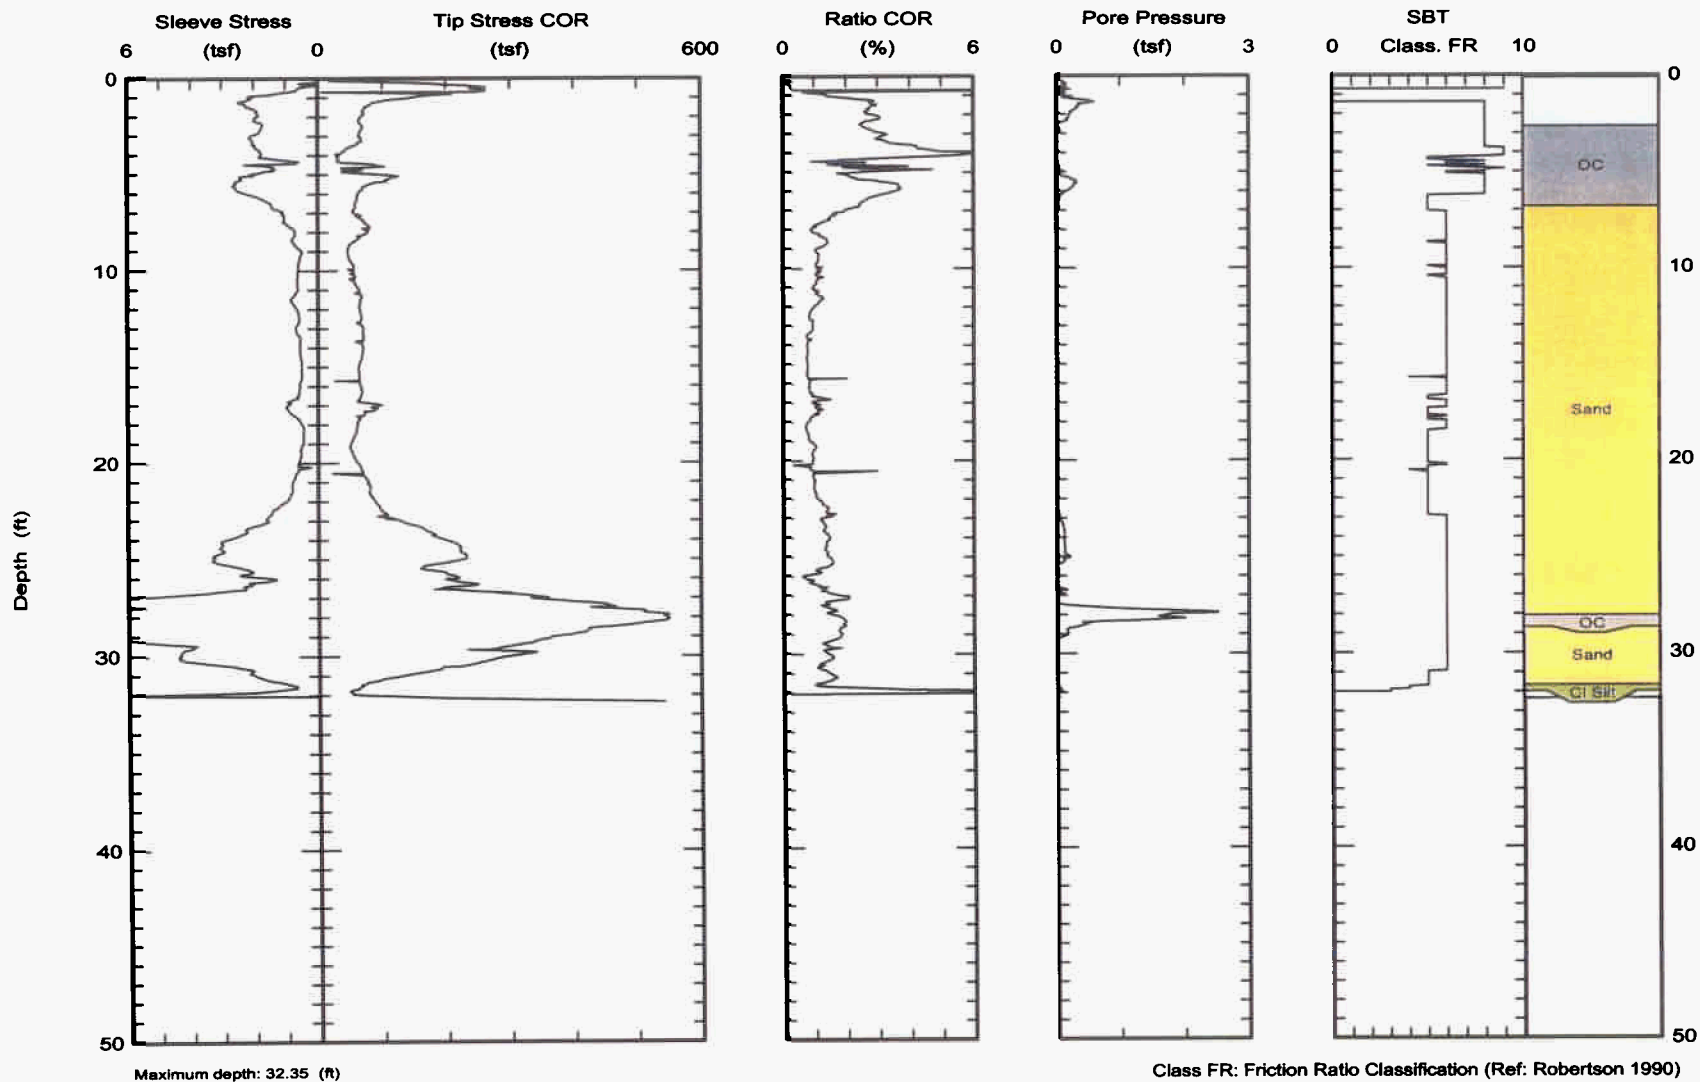 Sleeve Stress Tip Stress COR Ratio COR Pore Pressure SBT
6 (tsf) 0 (tsf) 600 0 (%) 6 0 (tsf) 3 0 Class. FR 10
0 0
OC
10 10
Sand
20 20
Depth (ft)
OC
30 Sand 30
Cl Silt
40 40
50 50
Maximum depth: 32.35 (ft) Class FR: Friction Ratio Classification (Ref: Robertson 1990)